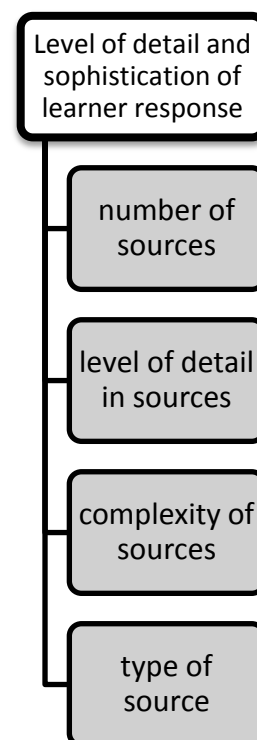 Level of detail and
sophistication of
learner response
number of
sources
level of detail
in sources
complexity of
sources
type of
source